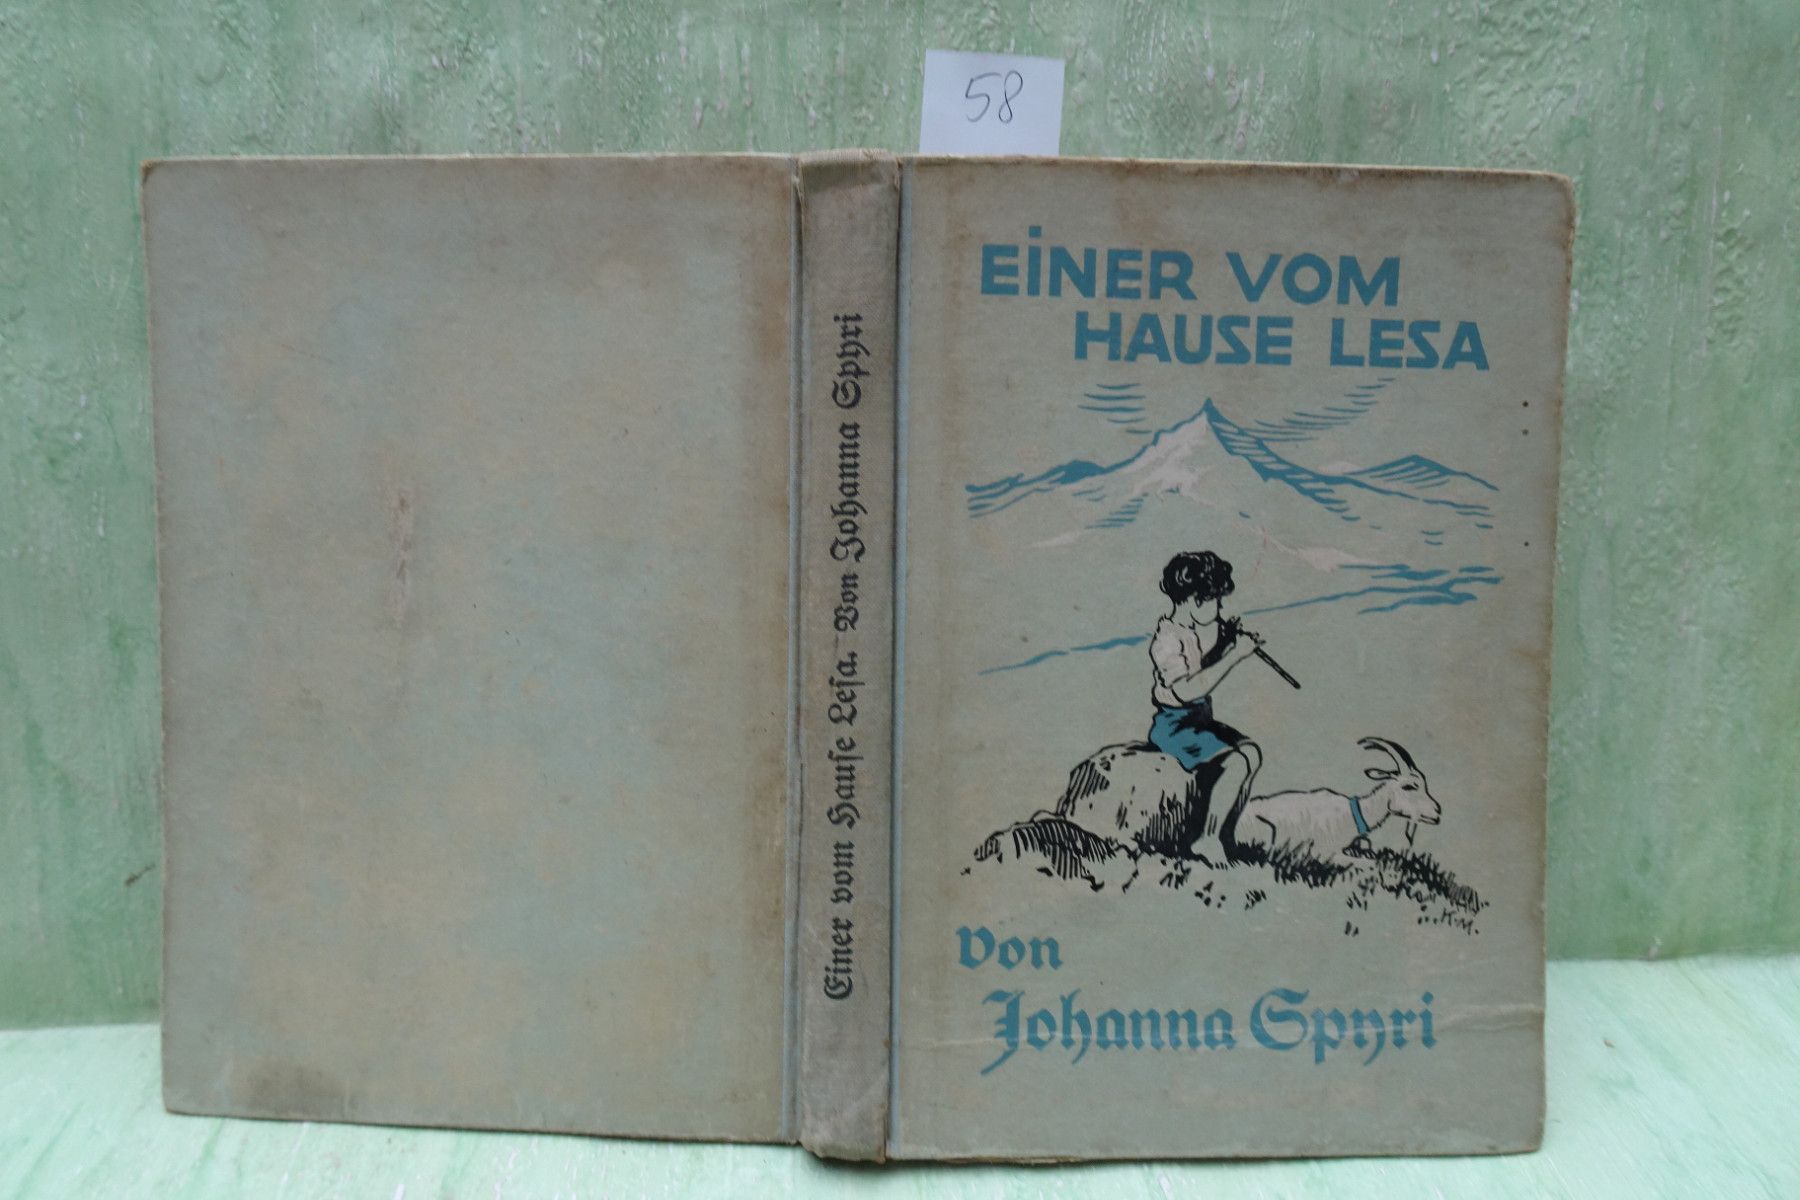 58
EiNER VOM
HAUSE LESA
K.M.
Von
Johanna Spyri
Einer vom Hauſe Leſa. Von Johanna Spyri